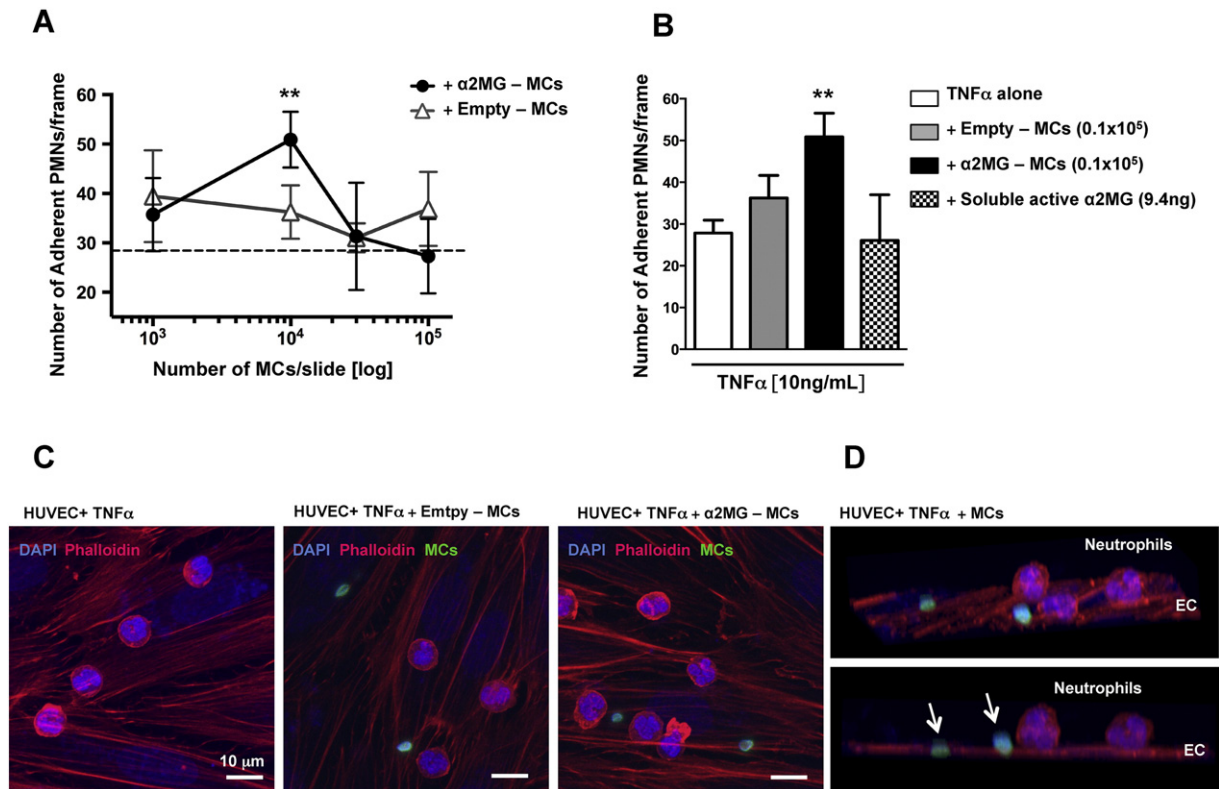 A
+ α2MG – MCs
+ Empty – MCs
**
Number of Adherent PMNs/frame
60
50
40
30
20
10³
10⁴
10⁵
Number of MCs/slide [log]
B
**
Number of Adherent PMNs/frame
60
50
40
30
20
10
0
TNFα [10ng/mL]
TNFα alone
+ Empty – MCs (0.1x10⁵)
+ α2MG – MCs (0.1x10⁵)
+ Soluble active α2MG (9.4ng)
C
HUVEC+ TNFα
DAPI Phalloidin
10 μm
HUVEC+ TNFα + Emtpy – MCs
DAPI Phalloidin MCs
HUVEC+ TNFα + α2MG – MCs
DAPI Phalloidin MCs
D
HUVEC+ TNFα + MCs
Neutrophils
EC
Neutrophils
EC